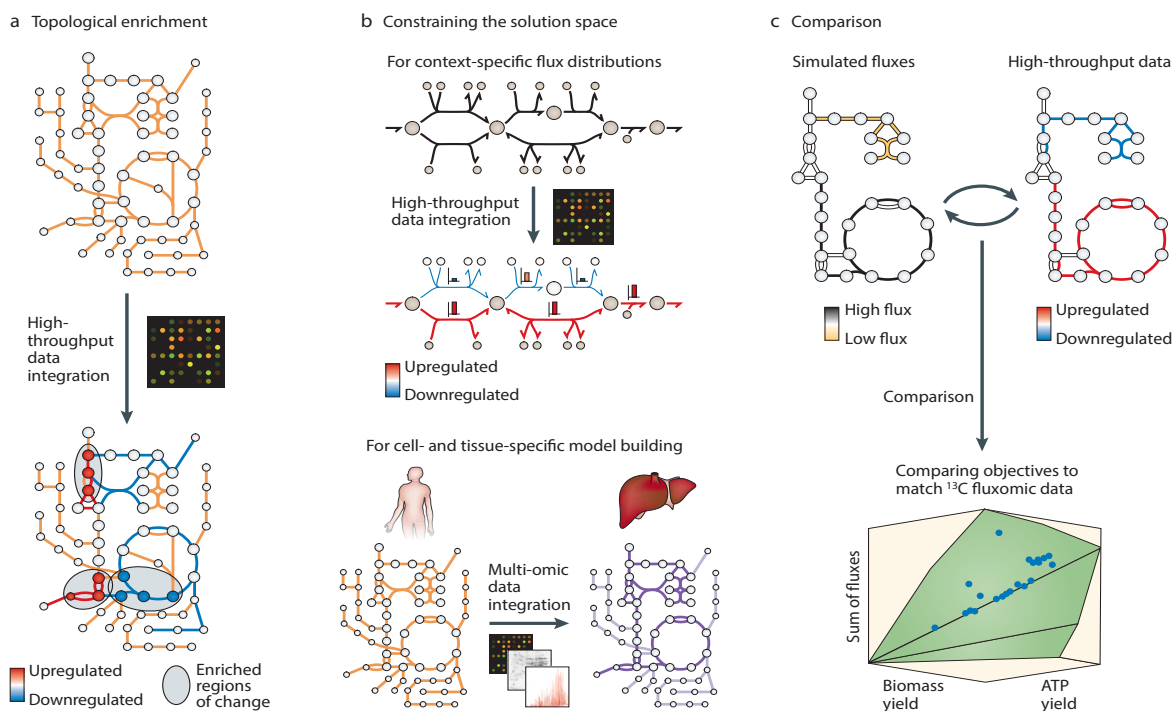 a Topological enrichment
High-
throughput
data
integration
Upregulated
Downregulated
Enriched
regions
of change
b Constraining the solution space
For context-specific flux distributions
High-throughput
data integration
Upregulated
Downregulated
For cell- and tissue-specific model building
Multi-omic
data
integration
c Comparison
Simulated fluxes
High-throughput data
High flux
Low flux
Upregulated
Downregulated
Comparison
Comparing objectives to
match ¹³C fluxomic data
Sum of fluxes
Biomass
yield
ATP
yield